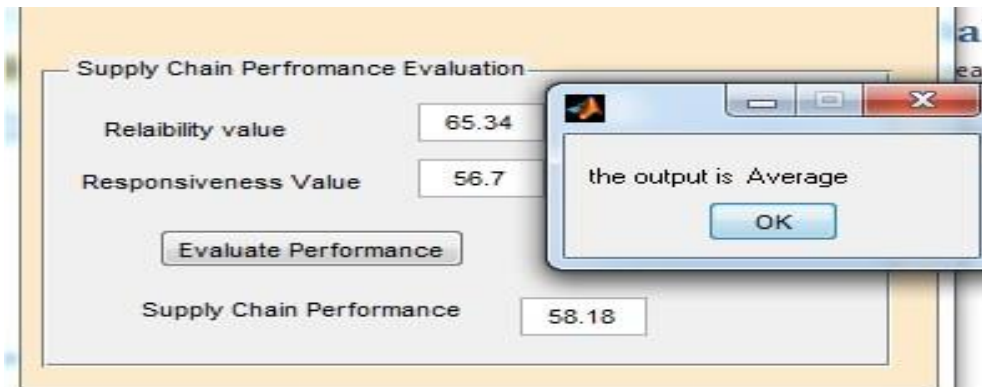 Supply Chain Perfromance Evaluation
Relaibility value 65.34
Responsiveness Value 56.7
the output is Average
OK
Evaluate Performance
Supply Chain Performance 58.18
a
ea